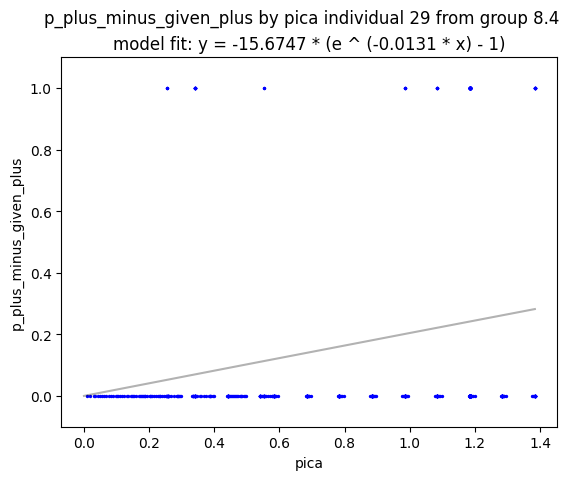 p_plus_minus_given_plus by pica individual 29 from group 8.4
model fit: y = -15.6747 * (e ^ (-0.0131 * x) - 1)
p_plus_minus_given_plus
1.0
0.8
0.6
0.4
0.2
0.0
0.0 0.2 0.4 0.6 0.8 1.0 1.2 1.4
pica